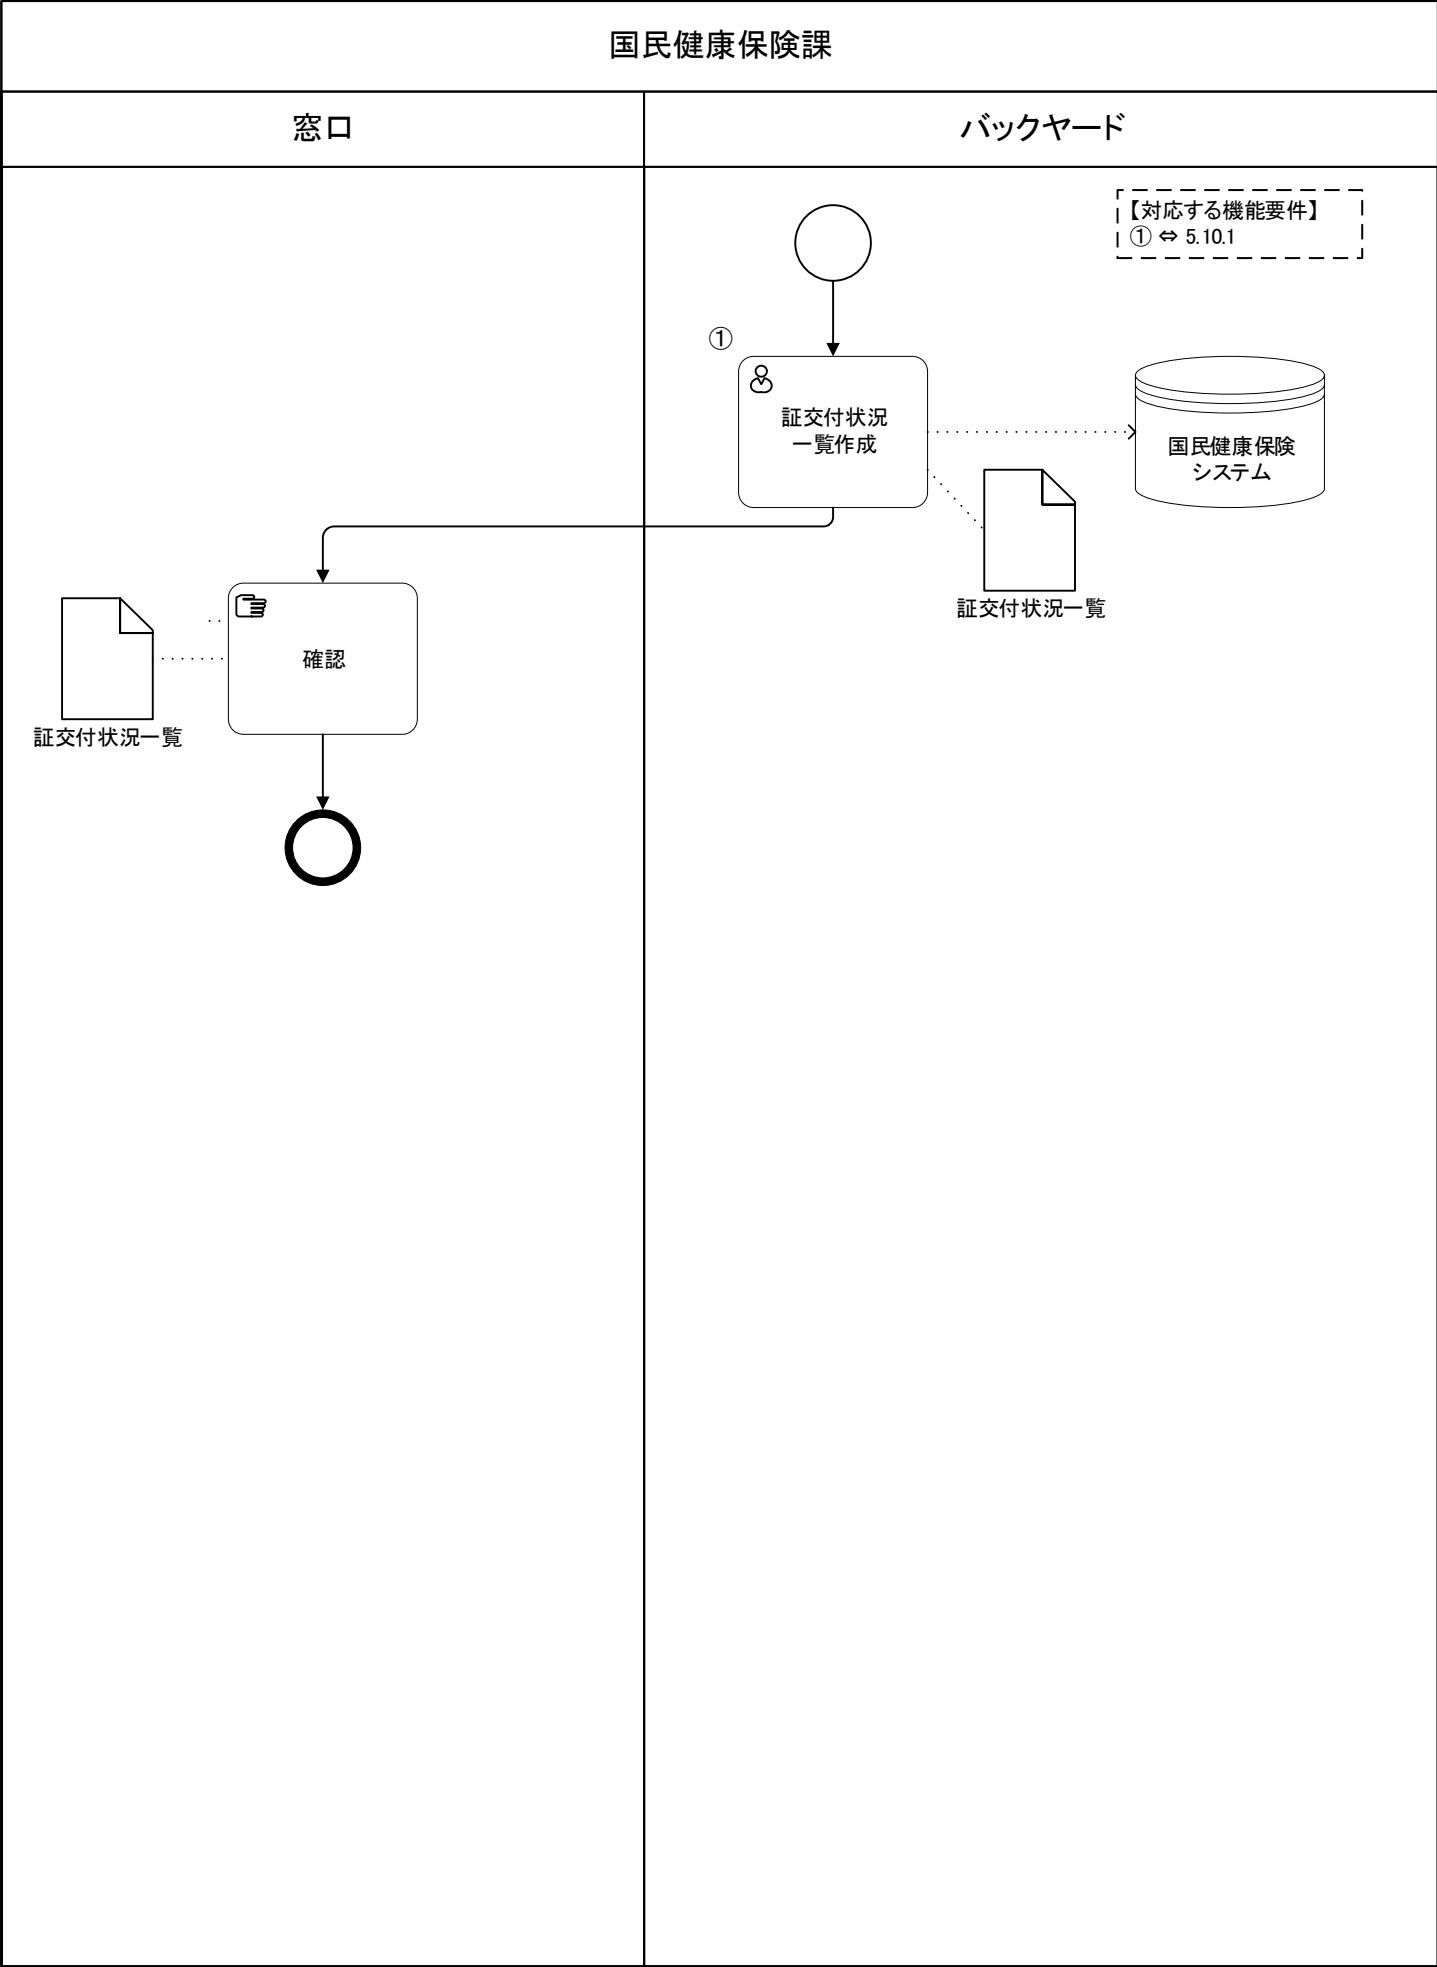 国民健康保険課
窓口
バックヤード
【対応する機能要件】
① ⇔ 5.10.1
①
証交付状況
一覧作成
国民健康保険
システム
証交付状況一覧
確認
証交付状況一覧